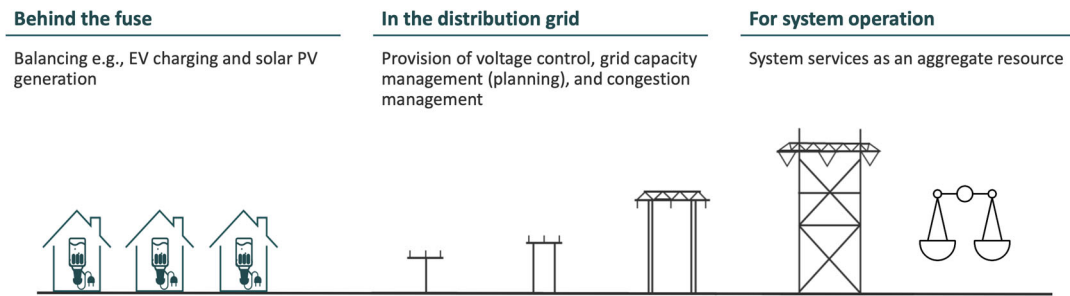 Behind the fuse
Balancing e.g., EV charging and solar PV
generation
In the distribution grid
Provision of voltage control, grid capacity
management (planning), and congestion
management
For system operation
System services as an aggregate resource